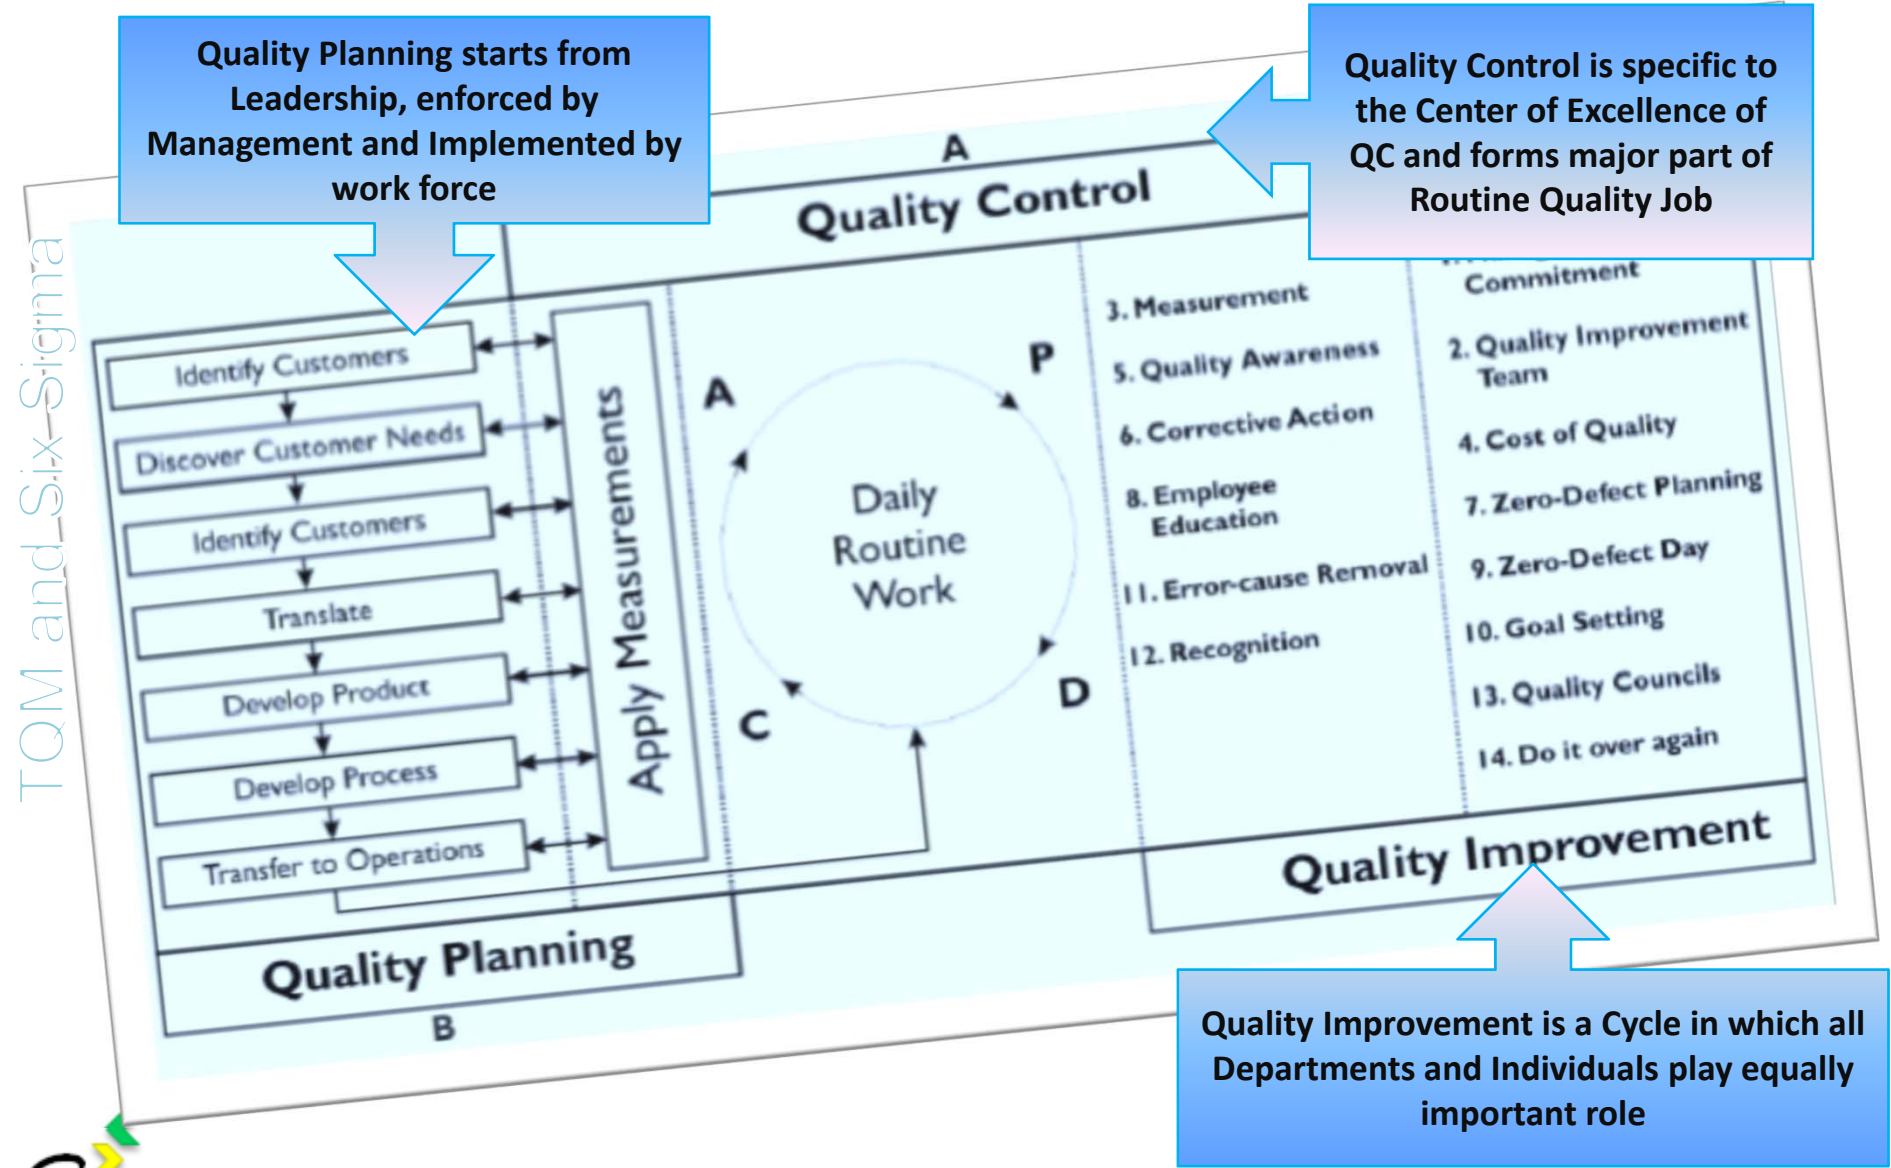 Quality Planning starts from
Leadership, enforced by
Management and Implemented by
work force
Quality Control is specific to
the Center of Excellence of
QC and forms major part of
Routine Quality Job
TQM and Six Sigma
A
Quality Control
Identify Customers
Discover Customer Needs
Identify Customers
Translate
Develop Product
Develop Process
Transfer to Operations
Apply Measurements
A
P
D
C
Daily
Routine
Work
3. Measurement
5. Quality Awareness
6. Corrective Action
8. Employee
Education
11. Error-cause Removal
12. Recognition
Commitment
2. Quality Improvement
Team
4. Cost of Quality
7. Zero-Defect Planning
9. Zero-Defect Day
10. Goal Setting
13. Quality Councils
14. Do it over again
Quality Planning
B
Quality Improvement
Quality Improvement is a Cycle in which all
Departments and Individuals play equally
important role